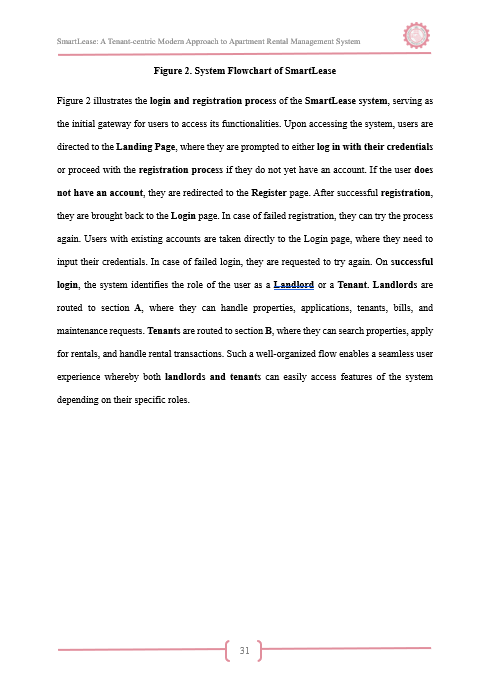 SmartLease: A Tenant-centric Modern Approach to Apartment Rental Management System
Figure 2. System Flowchart of SmartLease
Figure 2 illustrates the login and registration process of the SmartLease system, serving as
the initial gateway for users to access its functionalities. Upon accessing the system, users are
directed to the Landing Page, where they are prompted to either log in with their credentials
or proceed with the registration process if they do not yet have an account. If the user does
not have an account, they are redirected to the Register page. After successful registration,
they are brought back to the Login page. In case of failed registration, they can try the process
again. Users with existing accounts are taken directly to the Login page, where they need to
input their credentials. In case of failed login, they are requested to try again. On successful
login, the system identifies the role of the user as a Landlord or a Tenant. Landlords are
routed to section A, where they can handle properties, applications, tenants, bills, and
maintenance requests. Tenants are routed to section B, where they can search properties, apply
for rentals, and handle rental transactions. Such a well-organized flow enables a seamless user
experience whereby both landlords and tenants can easily access features of the system
depending on their specific roles.
31